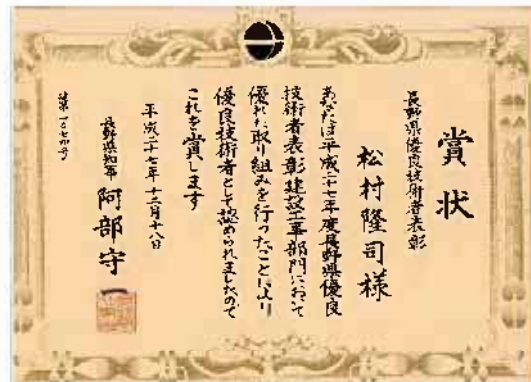 賞状
長野県優良技術者表彰
松村隆司様
あなたは平成二十七年度長野県優良
技術者表彰建設工事部門において
優れた取り組みを行ったことにより
優良技術者として認められましたので
これを賞します
平成二十七年十二月十八日
長野県知事 阿部守一